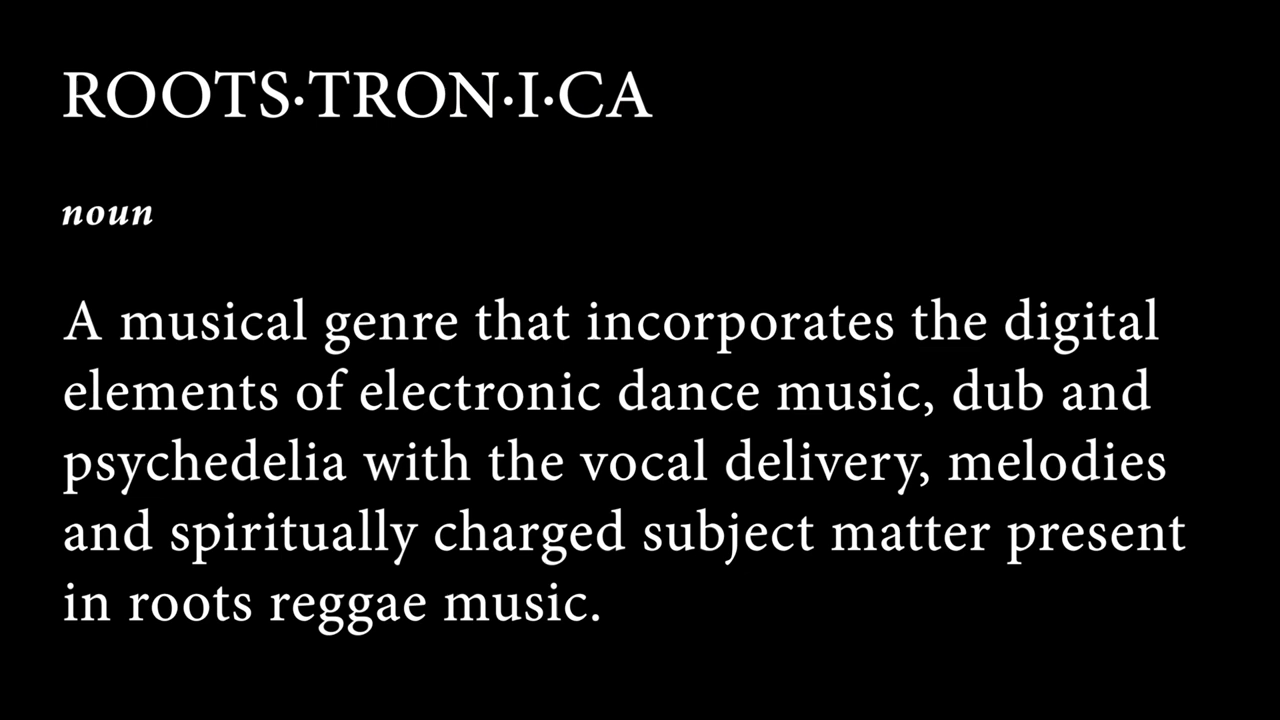 ROOTS·TRON·I·CA
noun
A musical genre that incorporates the digital
elements of electronic dance music, dub and
psychedelia with the vocal delivery, melodies
and spiritually charged subject matter present
in roots reggae music.